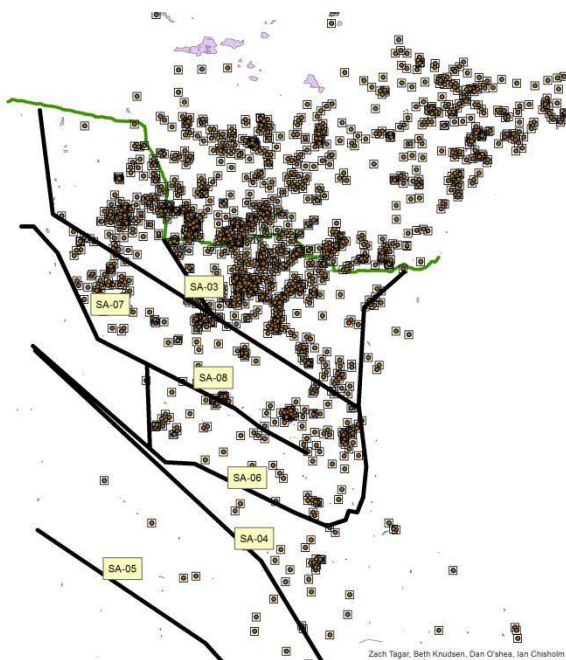 SA-03
SA-07
SA-08
SA-06
SA-04
SA-05
Zach Tagar, Beth Knudsen, Dan O'shea, Ian Chisholm